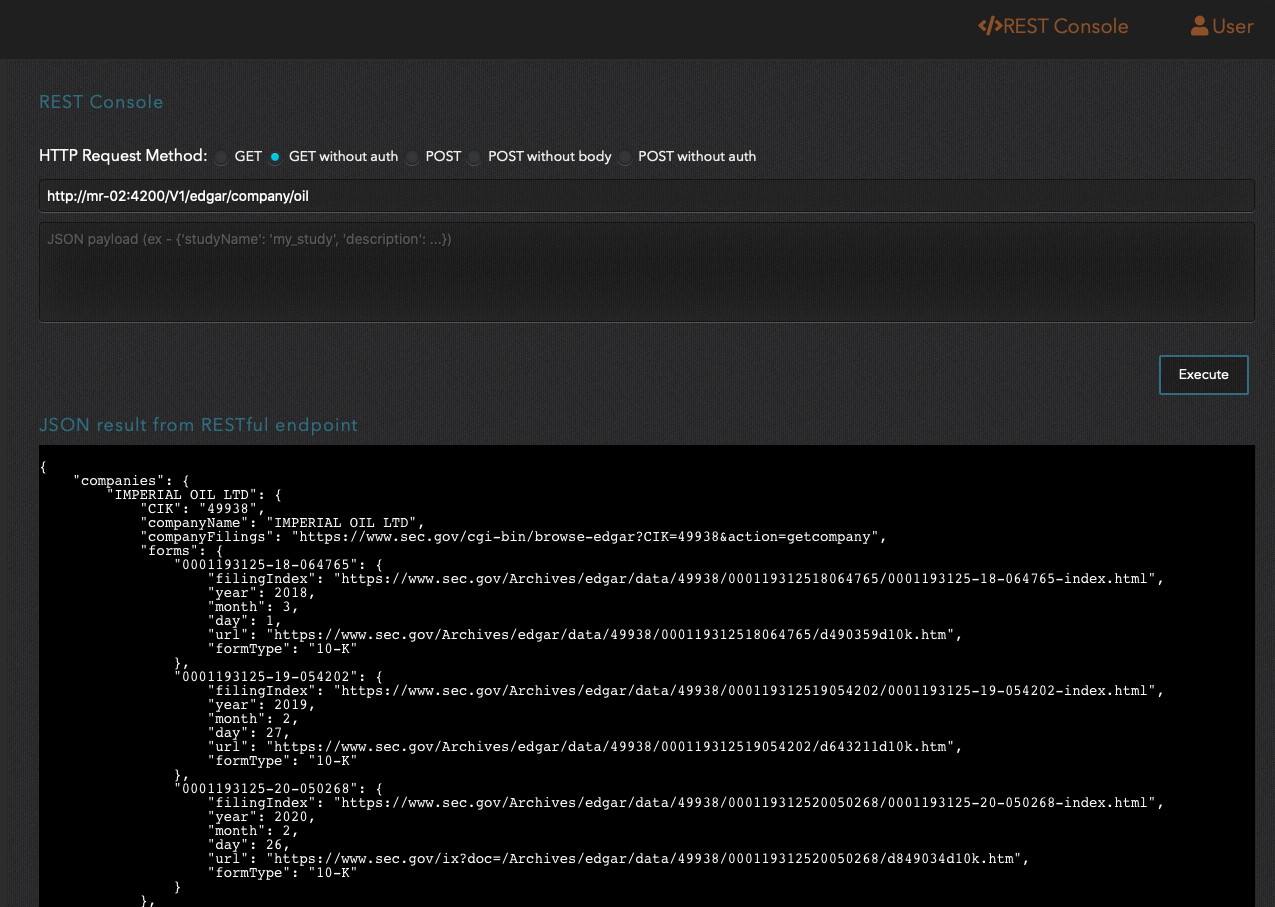 REST Console
User
REST Console
HTTP Request Method: GET GET without auth POST POST without body POST without auth
http://mr-02:4200/V1/edgar/company/oil
JSON payload (ex - {'studyName': 'my_study', 'description': ...})
Execute
JSON result from RESTful endpoint
{
    "companies": {
        "IMPERIAL OIL LTD": {
            "CIK": "49938",
            "companyName": "IMPERIAL OIL LTD",
            "companyFilings": "https://www.sec.gov/cgi-bin/browse-edgar?CIK=49938&action=getcompany",
            "forms": {
                "0001193125-18-064765": {
                    "filingIndex": "https://www.sec.gov/Archives/edgar/data/49938/000119312518064765/0001193125-18-064765-index.html",
                    "year": 2018,
                    "month": 3,
                    "day": 1,
                    "url": "https://www.sec.gov/Archives/edgar/data/49938/000119312518064765/d490359d10k.htm",
                    "formType": "10-K"
                },
                "0001193125-19-054202": {
                    "filingIndex": "https://www.sec.gov/Archives/edgar/data/49938/000119312519054202/0001193125-19-054202-index.html",
                    "year": 2019,
                    "month": 2,
                    "day": 27,
                    "url": "https://www.sec.gov/Archives/edgar/data/49938/000119312519054202/d643211d10k.htm",
                    "formType": "10-K"
                },
                "0001193125-20-050268": {
                    "filingIndex": "https://www.sec.gov/Archives/edgar/data/49938/000119312520050268/0001193125-20-050268-index.html",
                    "year": 2020,
                    "month": 2,
                    "day": 26,
                    "url": "https://www.sec.gov/ix?doc=/Archives/edgar/data/49938/000119312520050268/d849034d10k.htm",
                    "formType": "10-K"
                }
            },